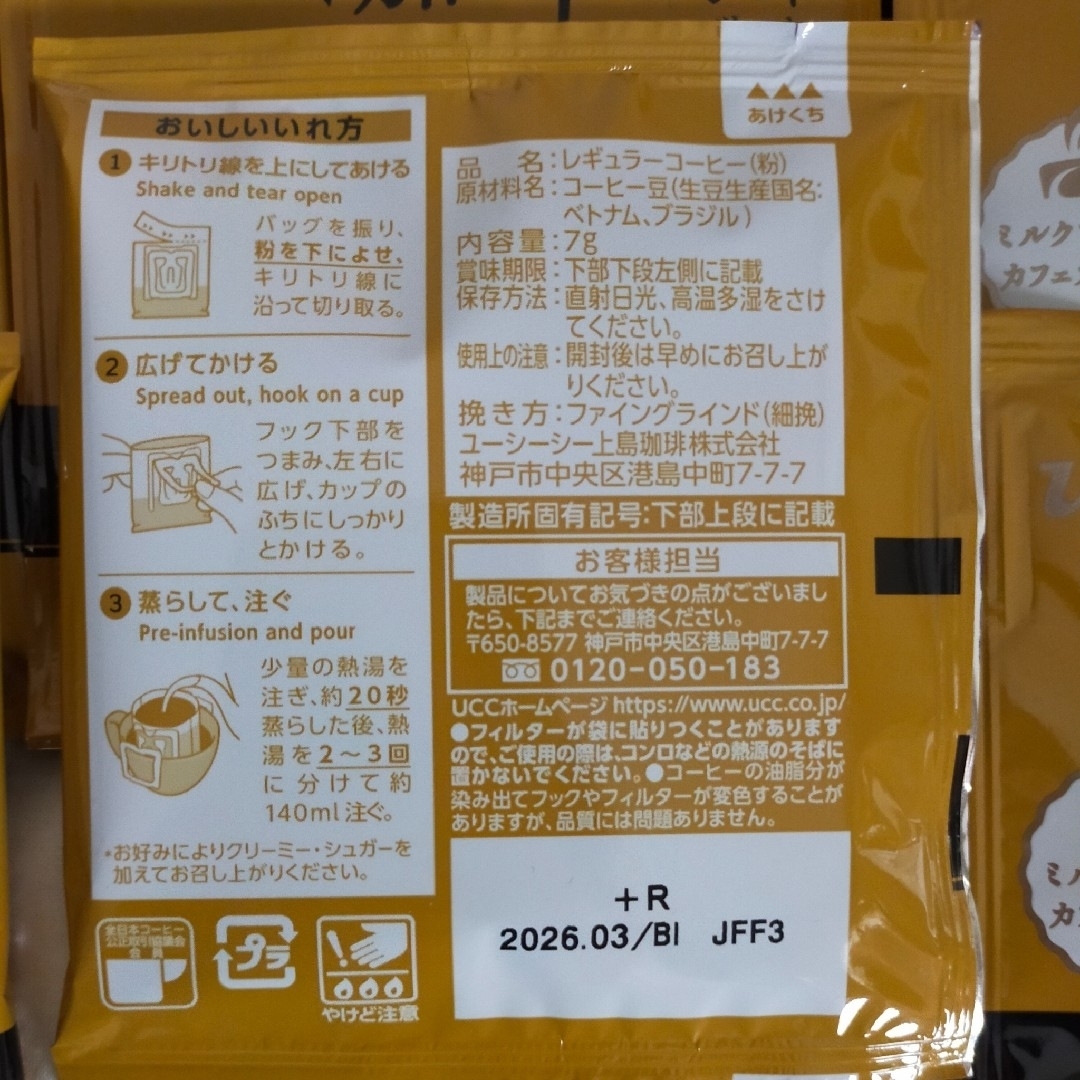 あけくち
おいしいいれ方
1 キリトリ線を上にしてあける
Shake and tear open
バッグを振り、
粉を下によせ、
キリトリ線に
沿って切り取る。
2 広げてかける
Spread out, hook on a cup
フック下部を
つまみ、左右に
広げ、カップの
ふちにしっかり
とかける。
3 蒸らして、注ぐ
Pre-infusion and pour
少量の熱湯を
注ぎ、約20秒
蒸らした後、熱
湯を2～3回
に分けて約
140ml注ぐ。
*お好みによりクリーミー・シュガーを
加えてお召し上がりください。
全日本コーヒー
公正取引協議会
会員
プラ
やけど注意
品名:レギュラーコーヒー(粉)
原材料名:コーヒー豆(生豆生産国名:
ベトナム、ブラジル)
内容量:7g
賞味期限:下部下段左側に記載
保存方法:直射日光、高温多湿をさけ
てください。
使用上の注意:開封後は早めにお召し上が
りください。
挽き方:ファイングラインド(細挽)
ユーシーシー上島珈琲株式会社
神戸市中央区港島中町7-7-7
製造所固有記号:下部上段に記載
お客様担当
製品についてお気づきの点がございまし
たら、下記までご連絡ください。
〒650-8577 神戸市中央区港島中町7-7-7
0120-050-183
UCCホームページ https://www.ucc.co.jp/
●フィルターが袋に貼りつくことがあります
ので、ご使用の際は、コンロなどの熱源のそばに
置かないでください。●コーヒーの油脂分が
染み出てフックやフィルターが変色することが
ありますが、品質には問題ありません。
+R
2026.03/BI JFF3
ミルク
カフェ
ミル
カ